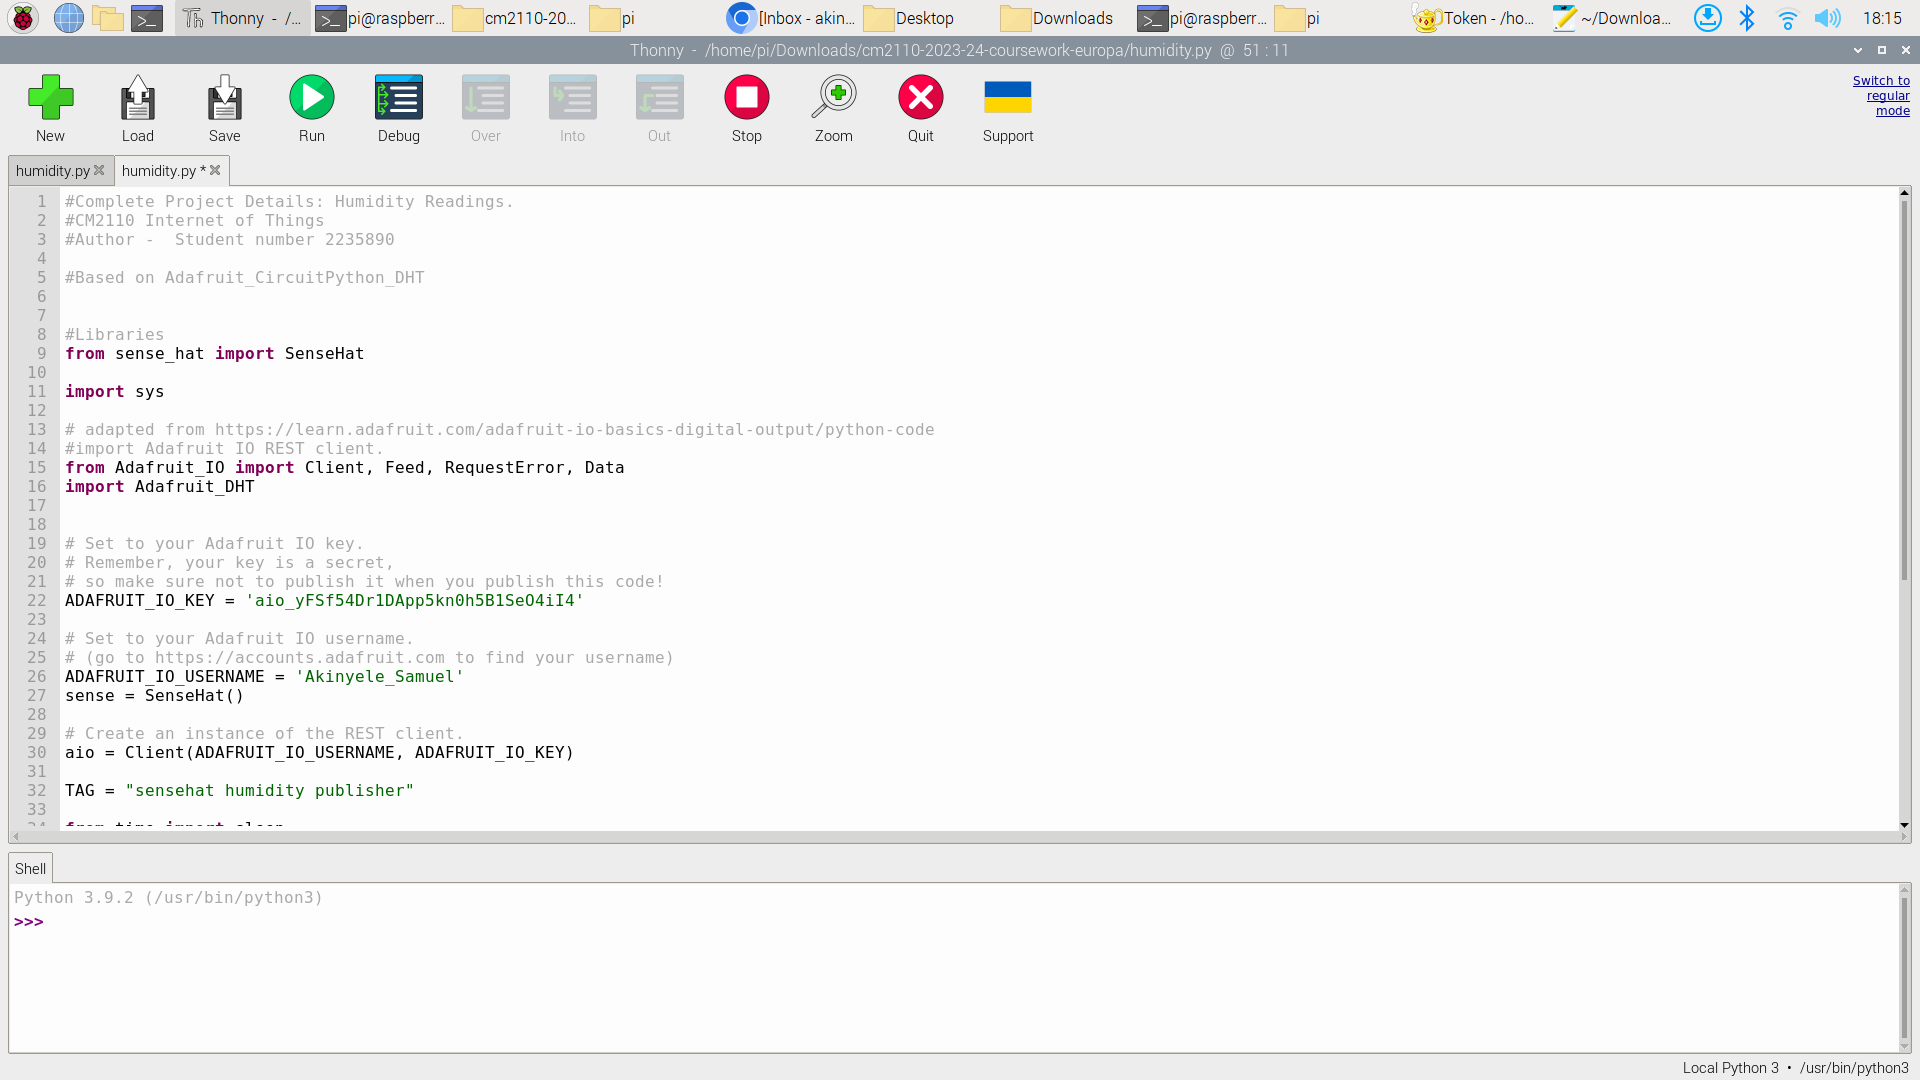 Thonny - /...
pi@raspberr...
cm2110-20...
pi
[Inbox - akin...
Desktop
Downloads
pi@raspberr...
pi
Token - /ho...
~/Downloa...
18:15
Thonny - /home/pi/Downloads/cm2110-2023-24-coursework-europa/humidity.py @ 51 : 11
New
Load
Save
Run
Debug
Over
Into
Out
Stop
Zoom
Quit
Support
Switch to
regular
mode
humidity.py
humidity.py *
1 #Complete Project Details: Humidity Readings.
2 #CM2110 Internet of Things
3 #Author -  Student number 2235890
4
5 #Based on Adafruit_CircuitPython_DHT
6
7
8 #Libraries
9 from sense_hat import SenseHat
10
11 import sys
12
13 # adapted from https://learn.adafruit.com/adafruit-io-basics-digital-output/python-code
14 #import Adafruit IO REST client.
15 from Adafruit_IO import Client, Feed, RequestError, Data
16 import Adafruit_DHT
17
18
19 # Set to your Adafruit IO key.
20 # Remember, your key is a secret,
21 # so make sure not to publish it when you publish this code!
22 ADAFRUIT_IO_KEY = 'aio_yFSf54Dr1DApp5kn0h5B1SeO4iI4'
23
24 # Set to your Adafruit IO username.
25 # (go to https://accounts.adafruit.com to find your username)
26 ADAFRUIT_IO_USERNAME = 'Akinyele_Samuel'
27 sense = SenseHat()
28
29 # Create an instance of the REST client.
30 aio = Client(ADAFRUIT_IO_USERNAME, ADAFRUIT_IO_KEY)
31
32 TAG = "sensehat humidity publisher"
33
34 from time import sleep
Shell
Python 3.9.2 (/usr/bin/python3)
>>>
Local Python 3 • /usr/bin/python3